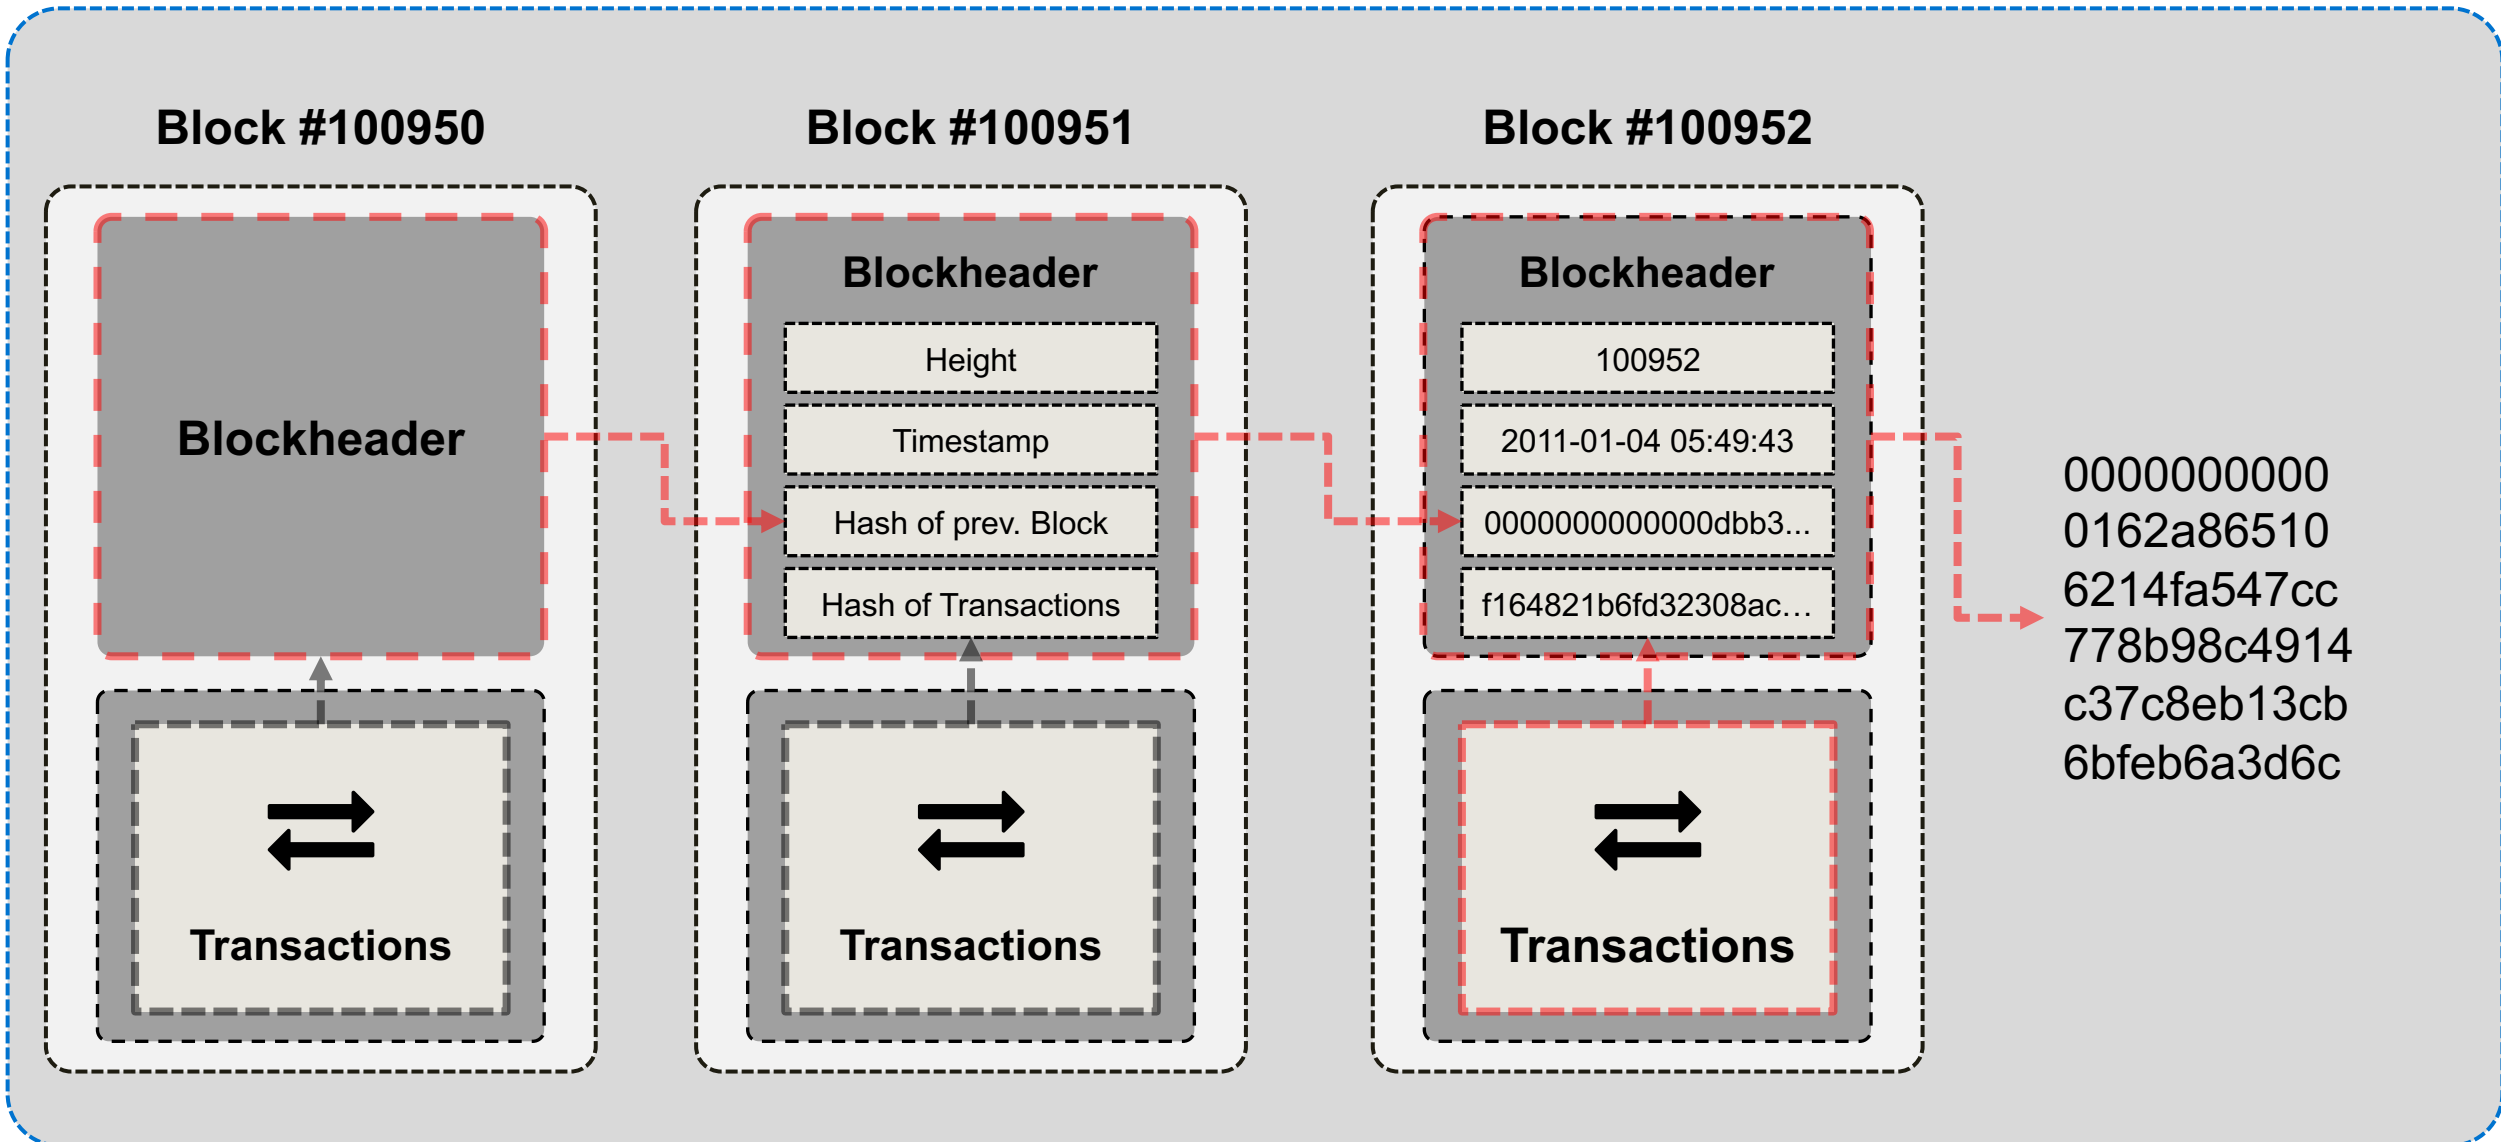 Block #100950
Block #100951
Block #100952
Blockheader
Transactions
Blockheader
Height
Timestamp
Hash of prev. Block
Hash of Transactions
Transactions
Blockheader
100952
2011-01-04 05:49:43
0000000000000dbb3...
f164821b6fd32308ac...
Transactions
0000000000
0162a86510
6214fa547cc
778b98c4914
c37c8eb13cb
6bfeb6a3d6c